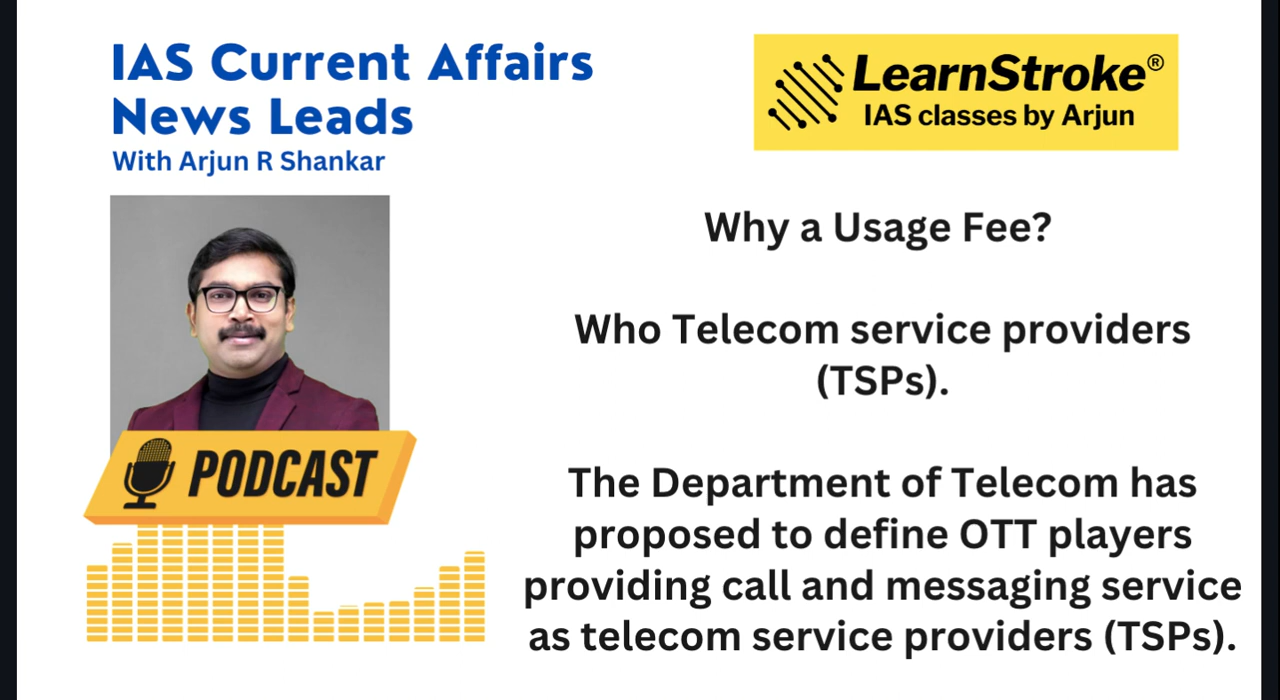 IAS Current Affairs
News Leads
With Arjun R Shankar
LearnStroke®
IAS classes by Arjun
PODCAST
Why a Usage Fee?
Who Telecom service providers
(TSPs).
The Department of Telecom has
proposed to define OTT players
providing call and messaging service
as telecom service providers (TSPs).